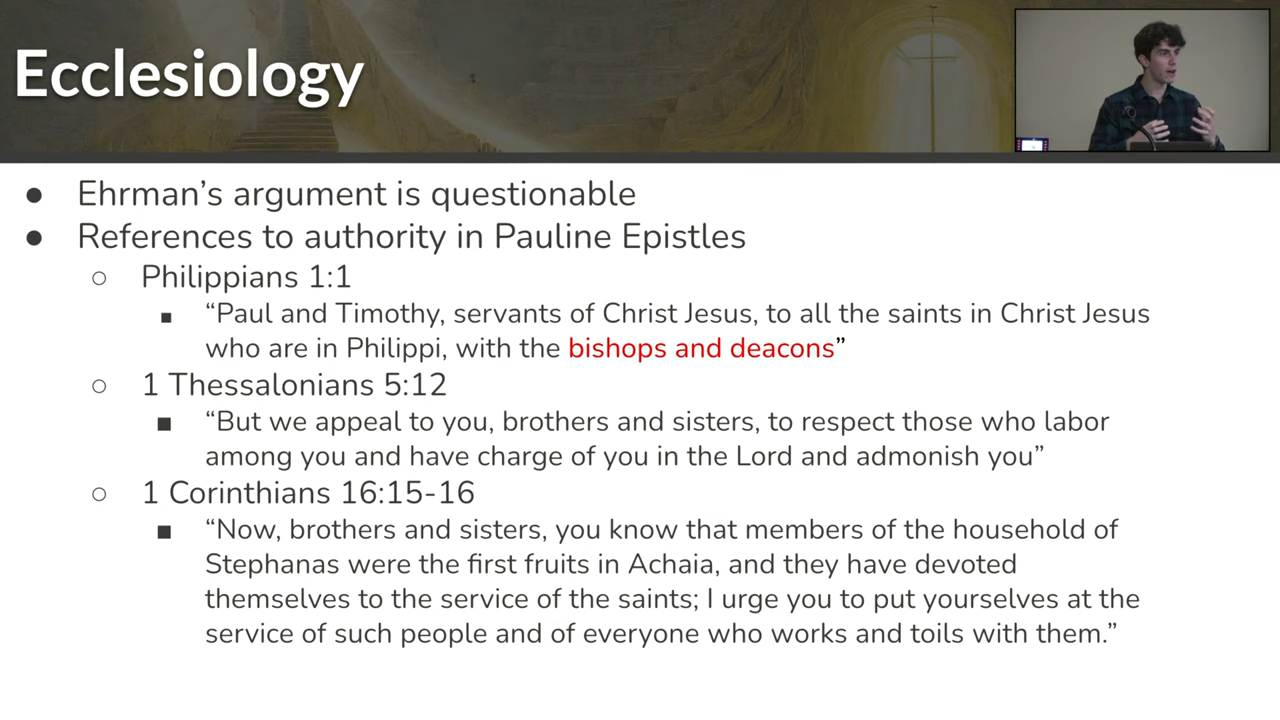 Ecclesiology
● Ehrman’s argument is questionable
● References to authority in Pauline Epistles
○ Philippians 1:1
■ “Paul and Timothy, servants of Christ Jesus, to all the saints in Christ Jesus
who are in Philippi, with the bishops and deacons”
○ 1 Thessalonians 5:12
■ “But we appeal to you, brothers and sisters, to respect those who labor
among you and have charge of you in the Lord and admonish you”
○ 1 Corinthians 16:15-16
■ “Now, brothers and sisters, you know that members of the household of
Stephanas were the first fruits in Achaia, and they have devoted
themselves to the service of the saints; I urge you to put yourselves at the
service of such people and of everyone who works and toils with them.”